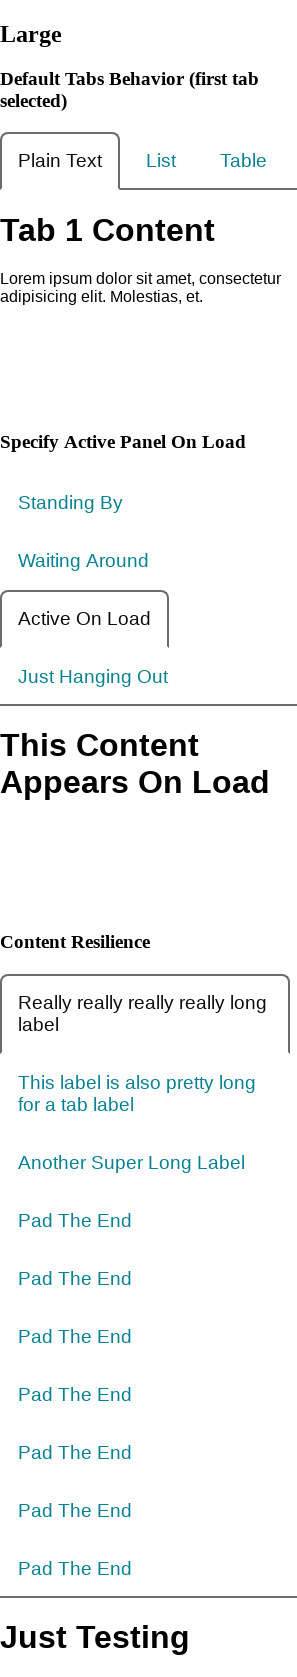 Large
Default Tabs Behavior (first tab
selected)
Plain Text List Table
Tab 1 Content
Lorem ipsum dolor sit amet, consectetur
adipisicing elit. Molestias, et.
Specify Active Panel On Load
Standing By
Waiting Around
Active On Load
Just Hanging Out
This Content
Appears On Load
Content Resilience
Really really really really long
label
This label is also pretty long
for a tab label
Another Super Long Label
Pad The End
Pad The End
Pad The End
Pad The End
Pad The End
Pad The End
Pad The End
Just Testing